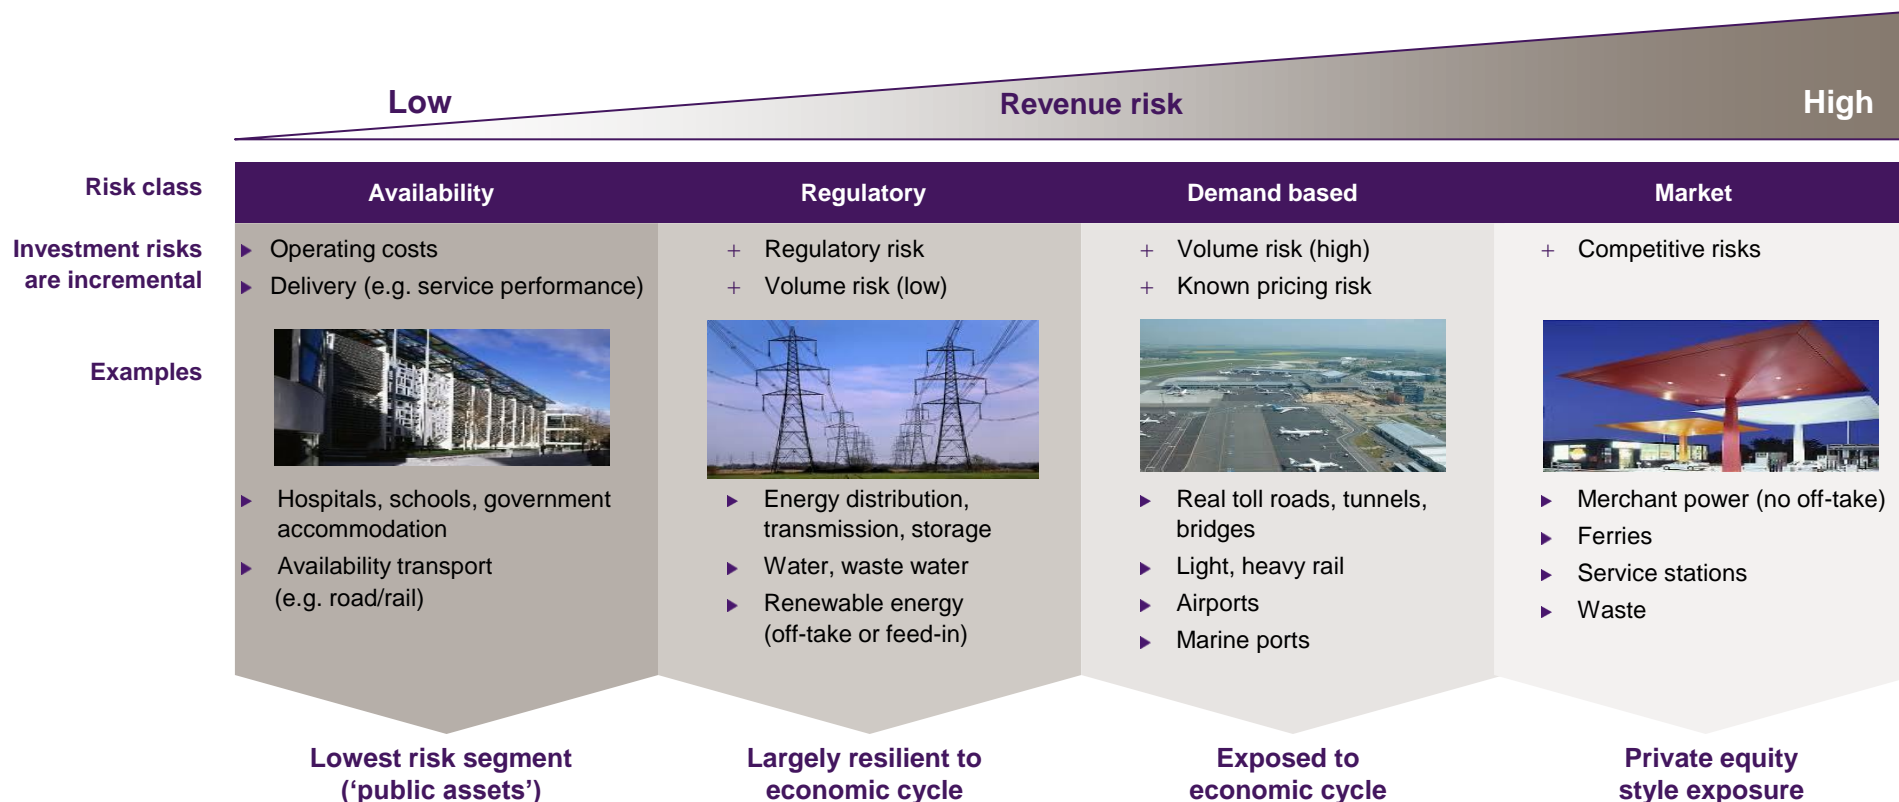 Low
Revenue risk
High
Risk class
Availability
Regulatory
Demand based
Market
Investment risks
are incremental
▶ Operating costs
▶ Delivery (e.g. service performance)
+ Regulatory risk
+ Volume risk (low)
+ Volume risk (high)
+ Known pricing risk
+ Competitive risks
Examples
▶ Hospitals, schools, government
accommodation
▶ Availability transport
(e.g. road/rail)
▶ Energy distribution,
transmission, storage
▶ Water, waste water
▶ Renewable energy
(off-take or feed-in)
▶ Real toll roads, tunnels,
bridges
▶ Light, heavy rail
▶ Airports
▶ Marine ports
▶ Merchant power (no off-take)
▶ Ferries
▶ Service stations
▶ Waste
Lowest risk segment
(‘public assets’)
Largely resilient to
economic cycle
Exposed to
economic cycle
Private equity
style exposure